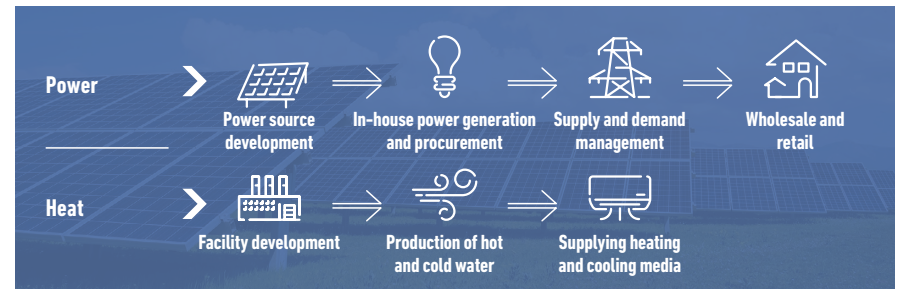 Power
Power source
development
In-house power generation
and procurement
Supply and demand
management
Wholesale and
retail
Heat
Facility development
Production of hot
and cold water
Supplying heating
and cooling media